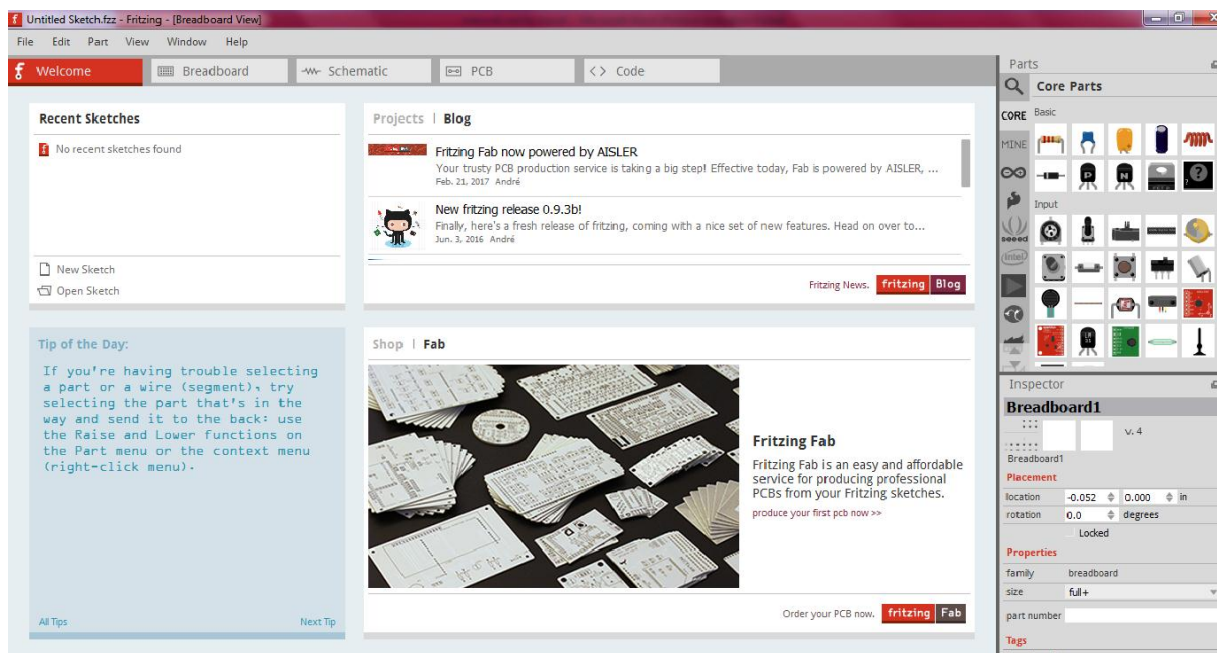 Untitled Sketch.fzz - Fritzing - [Breadboard View]
File Edit Part View Window Help
Welcome Breadboard Schematic PCB <> Code
Recent Sketches
No recent sketches found
New Sketch
Open Sketch
Projects | Blog
Fritzing Fab now powered by AISLER
Your trusty PCB production service is taking a big step! Effective today, Fab is powered by AISLER, ...
Feb. 21, 2017 André
New fritzing release 0.9.3b!
Finally, here's a fresh release of fritzing, coming with a nice set of new features. Head on over to...
Jun. 3, 2016 André
Fritzing News. fritzing Blog
Tip of the Day:
If you're having trouble selecting
a part or a wire (segment), try
selecting the part that's in the
way and send it to the back: use
the Raise and Lower functions on
the Part menu or the context menu
(right-click menu).
All Tips Next Tip
Shop | Fab
Fritzing Fab
Fritzing Fab is an easy and affordable
service for producing professional
PCBs from your Fritzing sketches.
produce your first pcb now >>
Order your PCB now. fritzing Fab
Parts
Core Parts
CORE
Basic
MINE
P N ?
Input
seeed
intel
Inspector
Breadboard1
v. 4
Breadboard1
Placement
location -0.052 0.000 in
rotation 0.0 degrees
Locked
Properties
family breadboard
size full+
part number
Tags